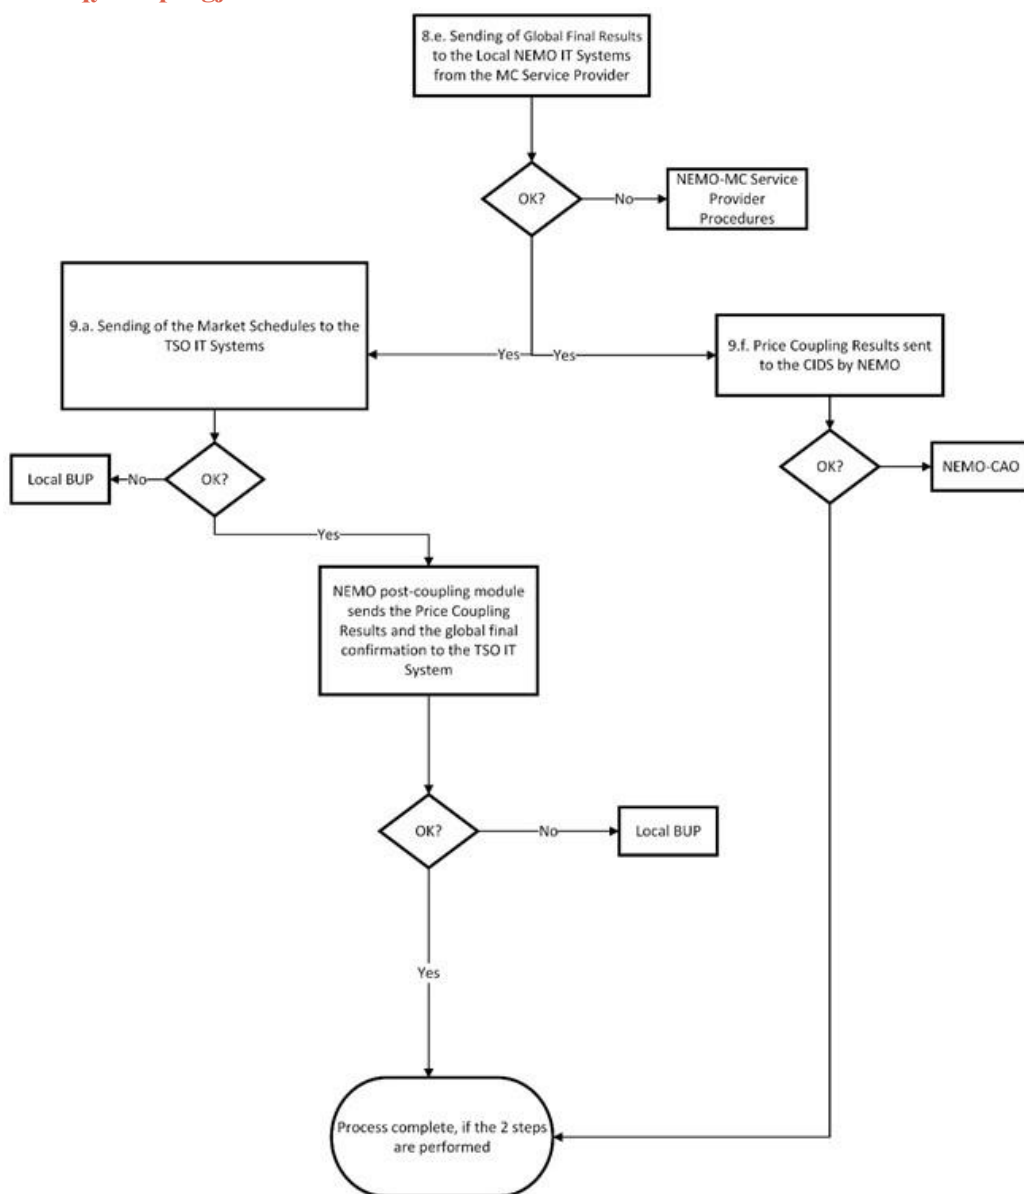 8.e. Sending of Global Final Results
to the Local NEMO IT Systems
from the MC Service Provider
OK?
No
NEMO-MC Service
Provider
Procedures
9.a. Sending of the Market Schedules to the
TSO IT Systems
Yes
Yes
9.f. Price Coupling Results sent
to the CIDS by NEMO
Local BUP
No
OK?
OK?
NEMO-CAO
Yes
NEMO post-coupling module
sends the Price Coupling
Results and the global final
confirmation to the TSO IT
System
OK?
No
Local BUP
Yes
Process complete, if the 2 steps
are performed